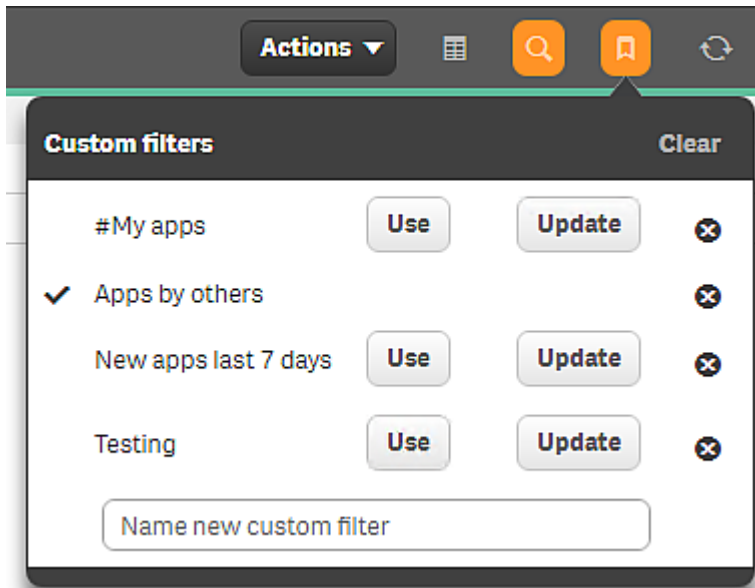 Actions
Custom filters Clear
#My apps Use Update
Apps by others
New apps last 7 days Use Update
Testing Use Update
Name new custom filter